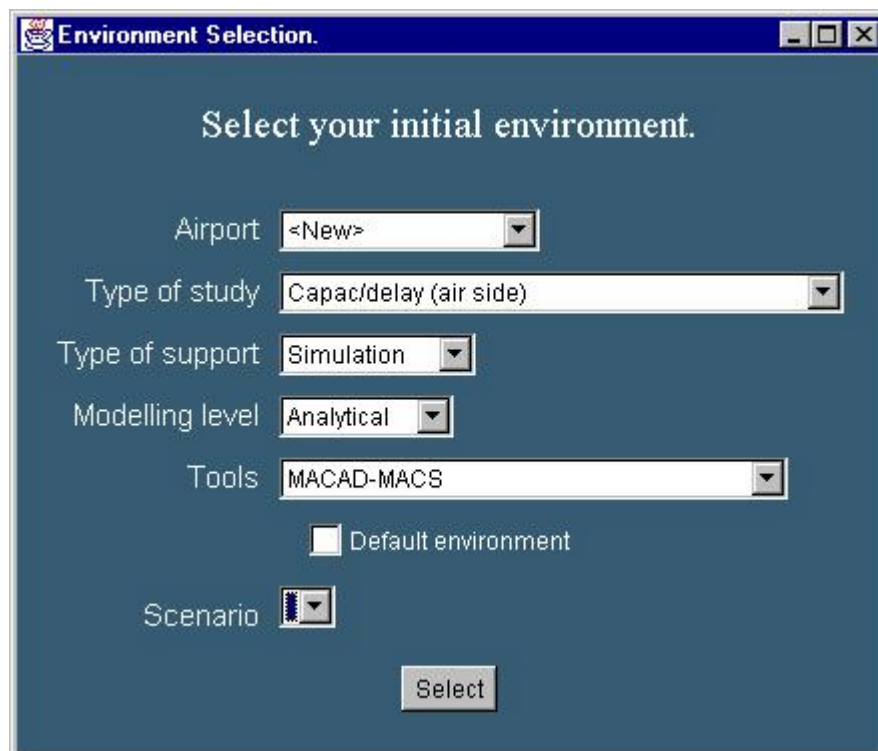 Environment Selection.
Select your initial environment.
Airport <New>
Type of study Capac/delay (air side)
Type of support Simulation
Modelling level Analytical
Tools MACAD-MACS
Default environment
Scenario
Select